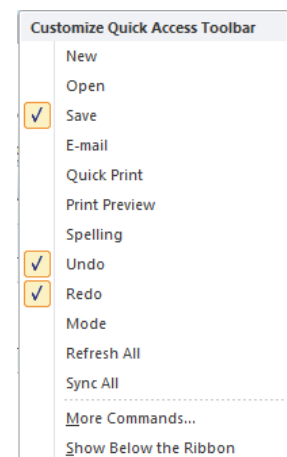 Customize Quick Access Toolbar
New
Open
Save
E-mail
Quick Print
Print Preview
Spelling
Undo
Redo
Mode
Refresh All
Sync All
More Commands...
Show Below the Ribbon